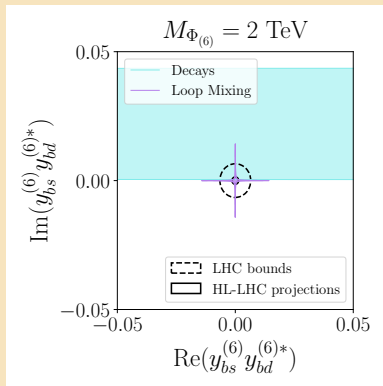 M_{Φ_{(6)}} = 2 TeV
0.05
Decays
Loop Mixing
Im(y_{bs}^{(6)} y_{bd}^{(6)*})
0.00
LHC bounds
HL-LHC projections
−0.05
−0.05 0.00 0.05
Re(y_{bs}^{(6)} y_{bd}^{(6)*})